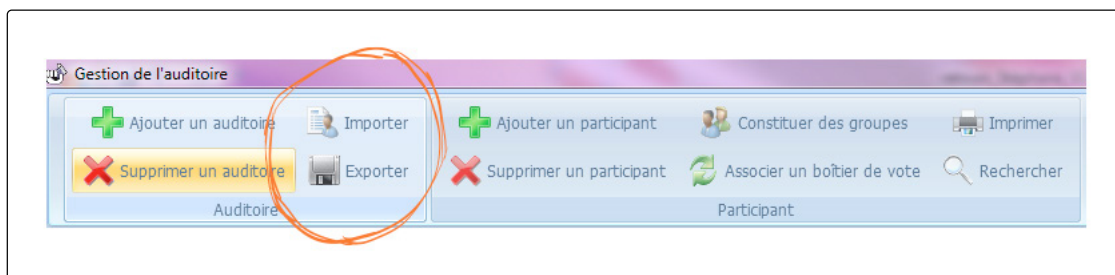 Gestion de l'auditoire
Ajouter un auditoire Importer Ajouter un participant Constituer des groupes Imprimer
Supprimer un auditoire Exporter Supprimer un participant Associer un boîtier de vote Rechercher
Auditoire Participant